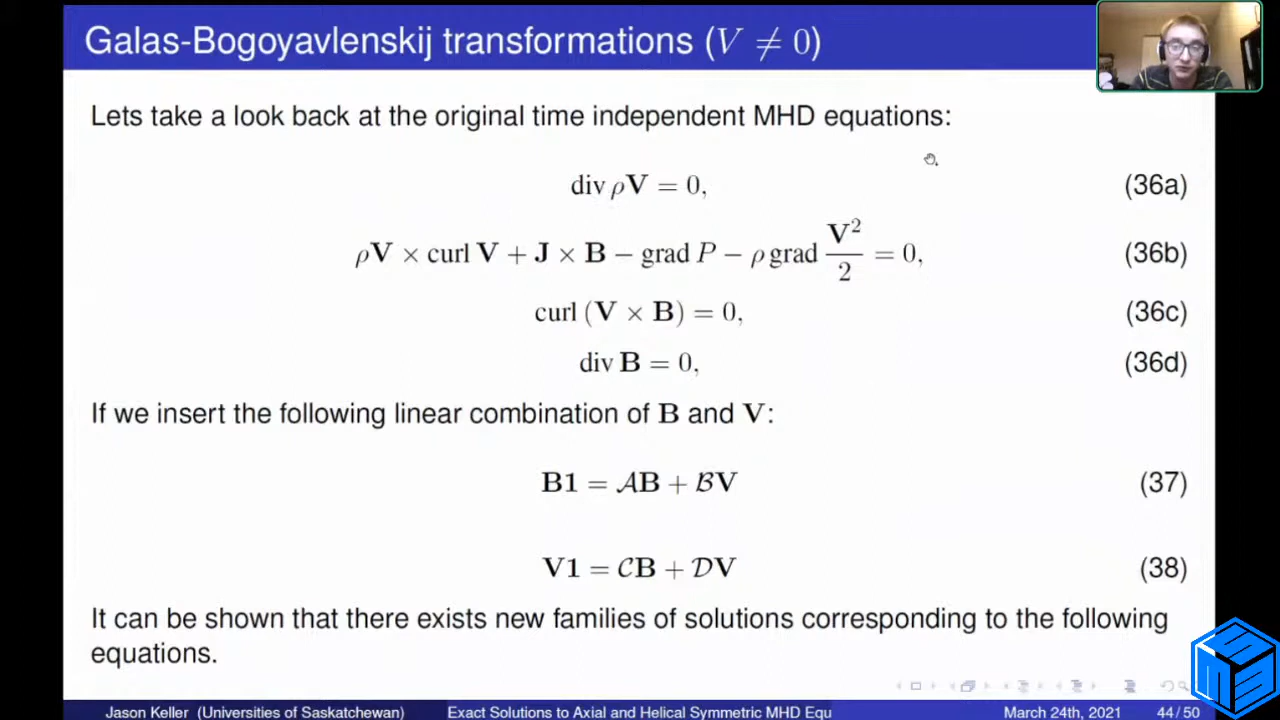 Galas-Bogoyavlenskij transformations (V ≠ 0)
Lets take a look back at the original time independent MHD equations:
div ρV = 0, (36a)
ρV × curl V + J × B − grad P − ρ grad V²/2 = 0, (36b)
curl (V × B) = 0, (36c)
div B = 0, (36d)
If we insert the following linear combination of B and V:
B1 = 𝒜B + ℬV (37)
V1 = 𝒞B + 𝒟V (38)
It can be shown that there exists new families of solutions corresponding to the following
equations.
Jason Keller (Universities of Saskatchewan) Exact Solutions to Axial and Helical Symmetric MHD Equ March 24th, 2021 44/50